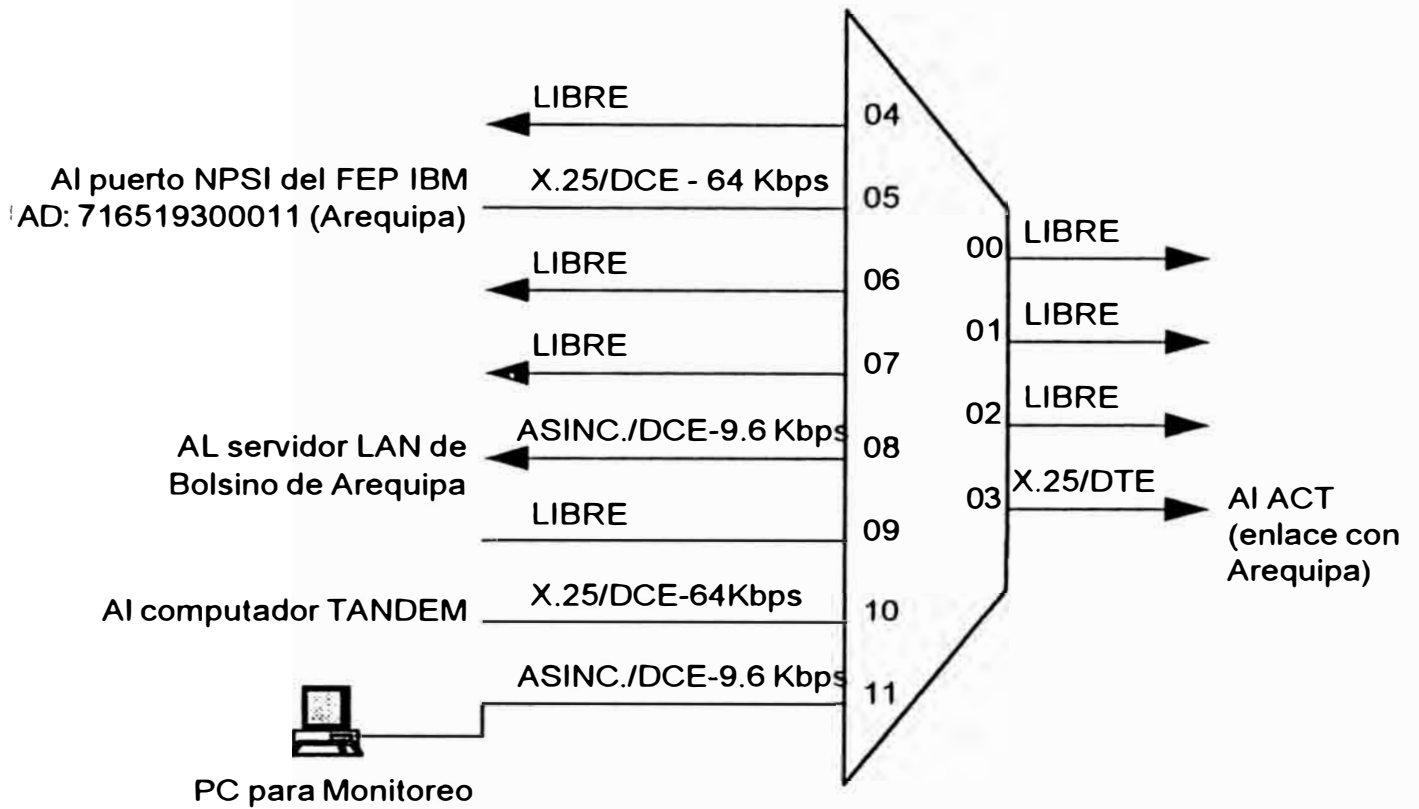 LIBRE
04
Al puerto NPSI del FEP IBM
AD: 716519300011 (Arequipa)
X.25/DCE - 64 Kbps
05
LIBRE
06
LIBRE
07
AL servidor LAN de
Bolsino de Arequipa
ASINC./DCE-9.6 Kbps
08
LIBRE
09
Al computador TANDEM
X.25/DCE-64Kbps
10
ASINC./DCE-9.6 Kbps
11
PC para Monitoreo
00
LIBRE
01
LIBRE
02
LIBRE
03
X.25/DTE
Al ACT
(enlace con
Arequipa)